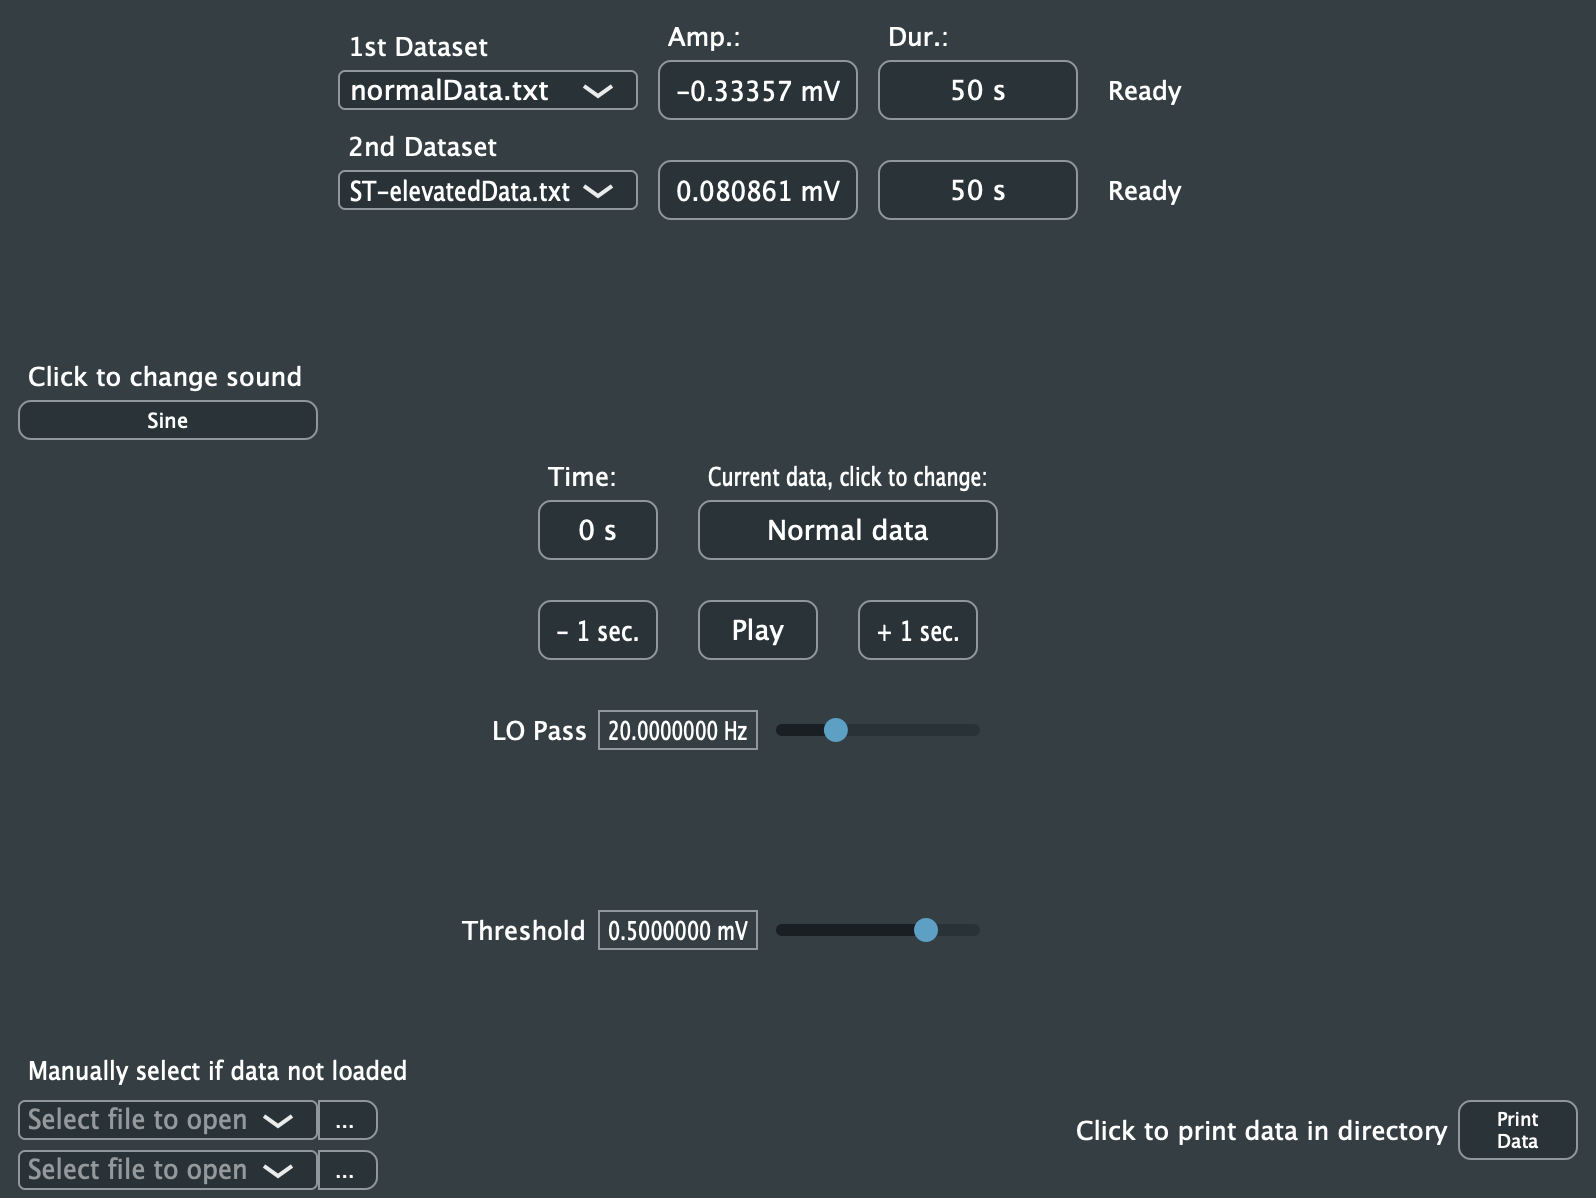 1st Dataset
Amp.:
Dur.:
normalData.txt
-0.33357 mV
50 s
Ready
2nd Dataset
ST-elevatedData.txt
0.080861 mV
50 s
Ready
Click to change sound
Sine
Time:
Current data, click to change:
0 s
Normal data
- 1 sec.
Play
+ 1 sec.
LO Pass
20.0000000 Hz
Threshold
0.5000000 mV
Manually select if data not loaded
Select file to open
...
Select file to open
...
Click to print data in directory
Print
Data